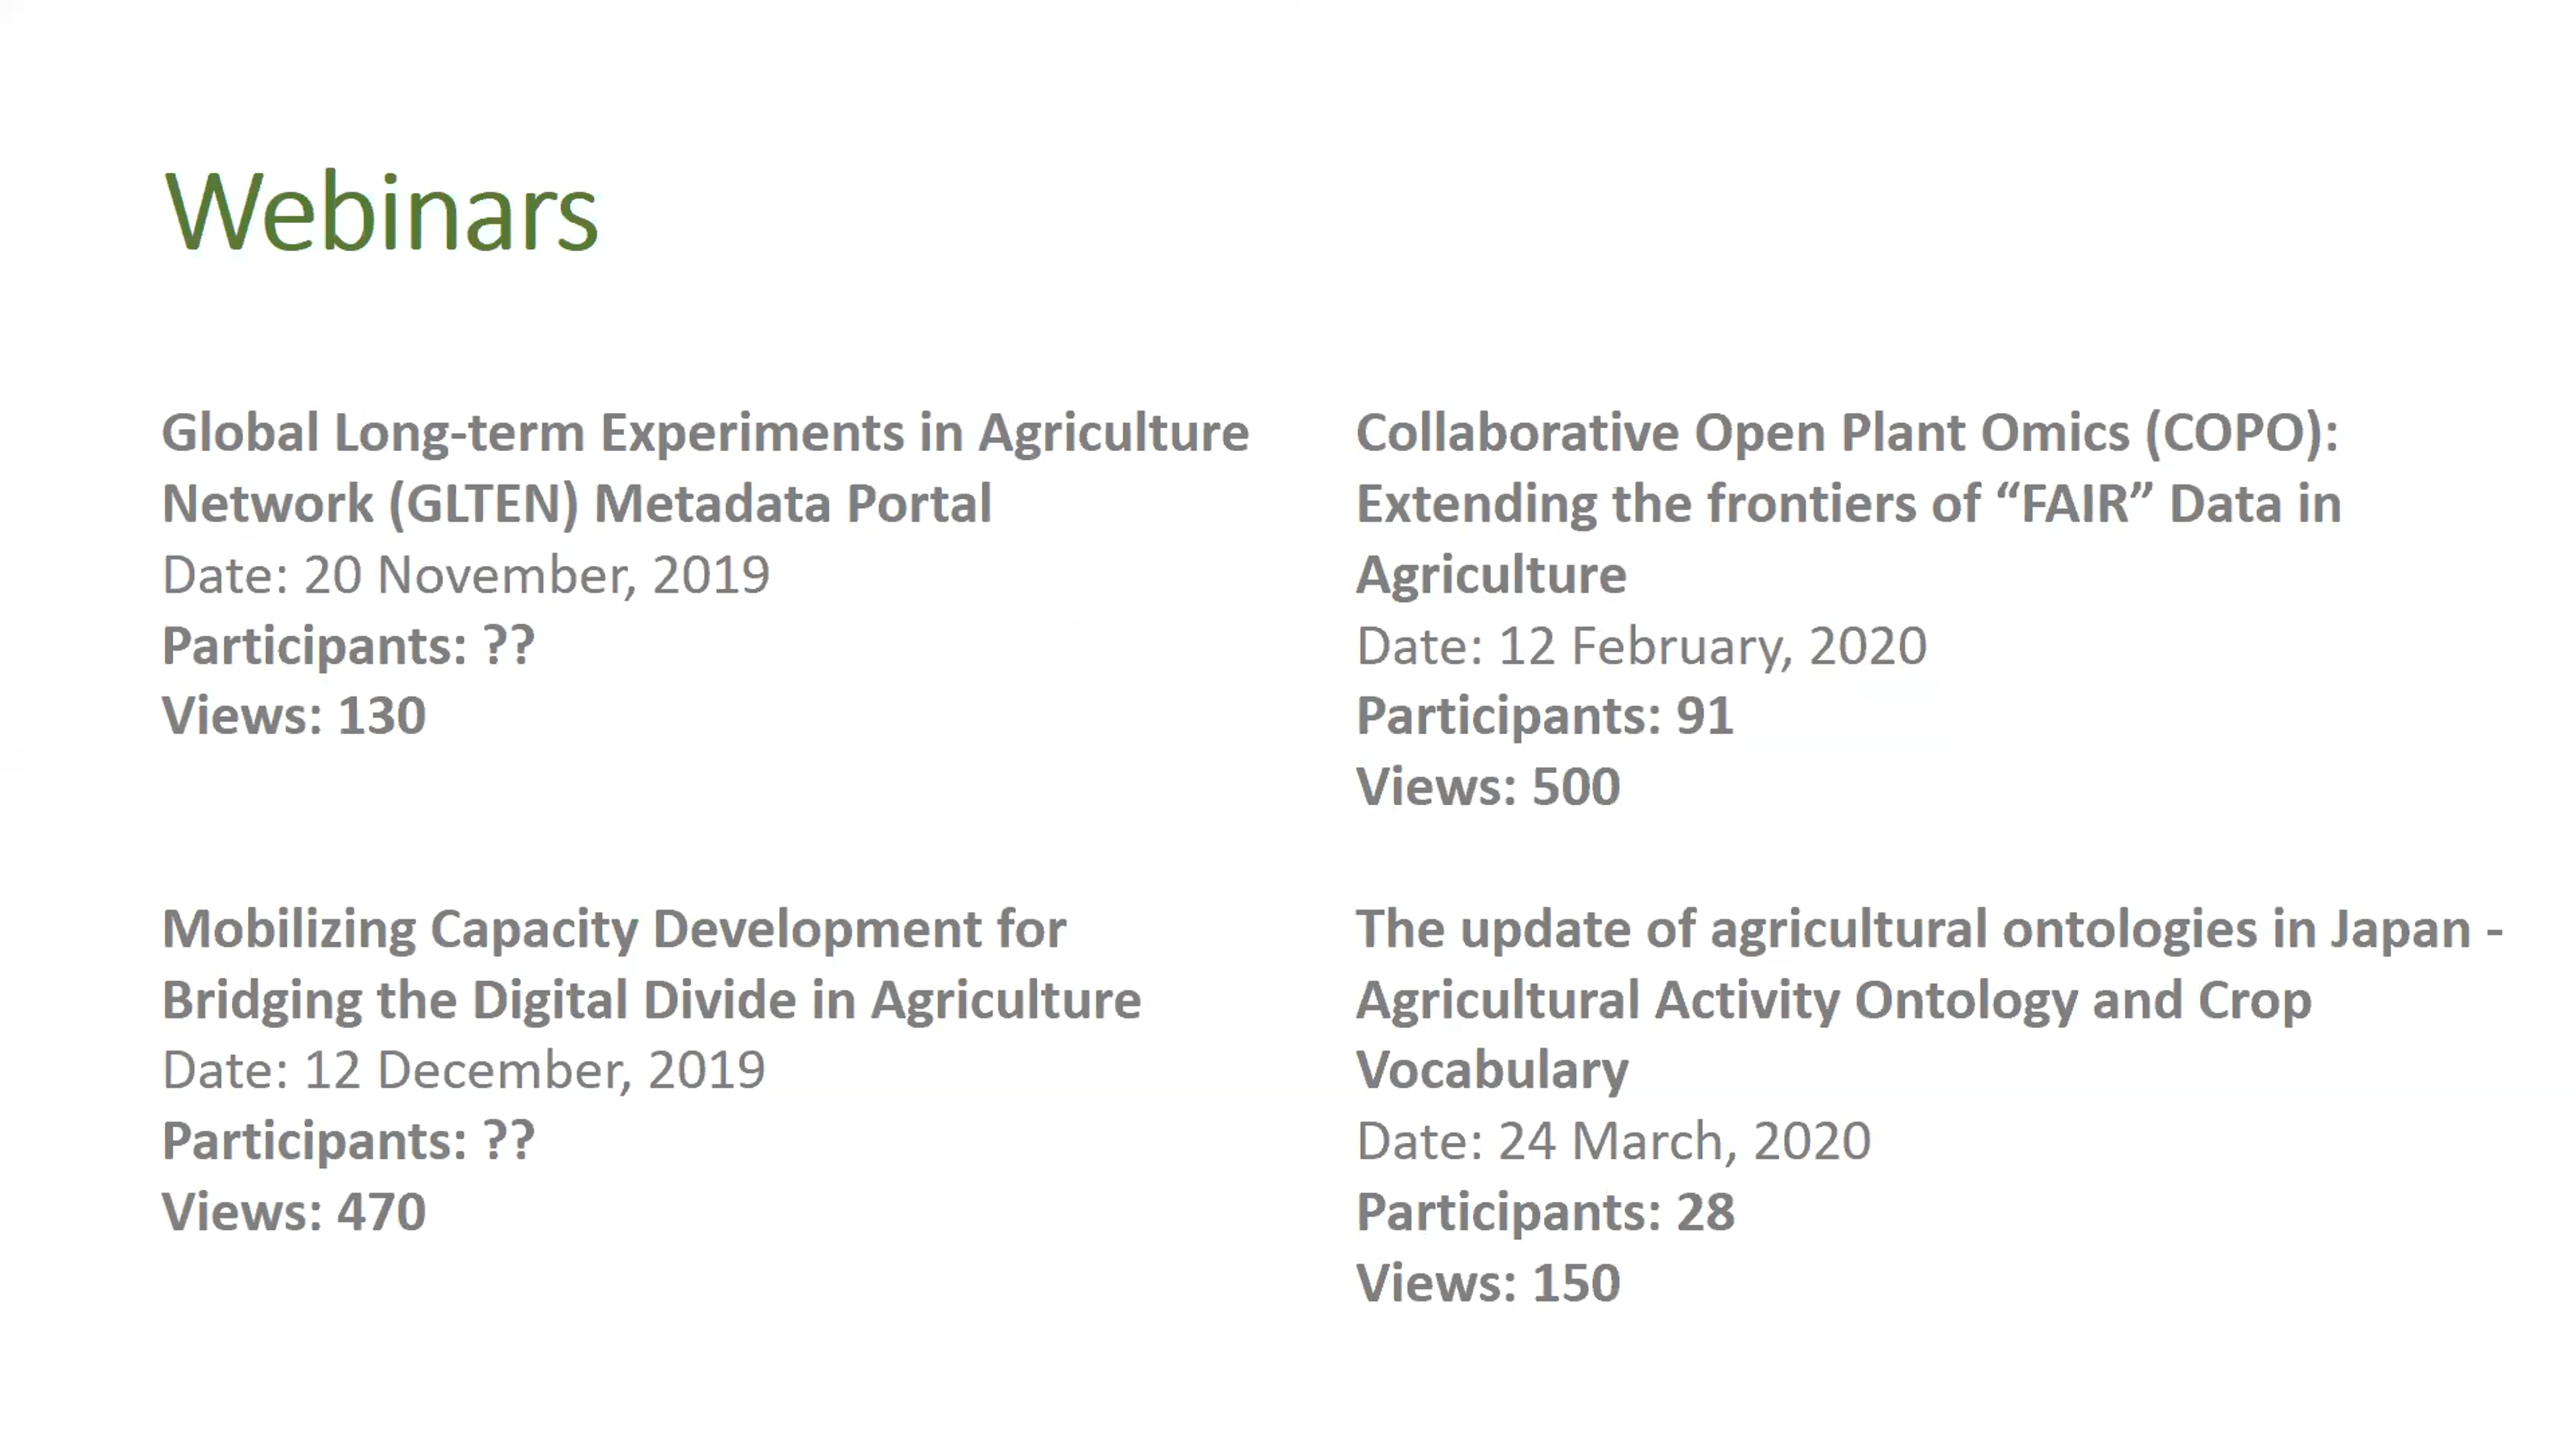 Webinars
Global Long-term Experiments in Agriculture
Network (GLTEN) Metadata Portal
Date: 20 November, 2019
Participants: ??
Views: 130
Mobilizing Capacity Development for
Bridging the Digital Divide in Agriculture
Date: 12 December, 2019
Participants: ??
Views: 470
Collaborative Open Plant Omics (COPO):
Extending the frontiers of “FAIR” Data in
Agriculture
Date: 12 February, 2020
Participants: 91
Views: 500
The update of agricultural ontologies in Japan -
Agricultural Activity Ontology and Crop
Vocabulary
Date: 24 March, 2020
Participants: 28
Views: 150